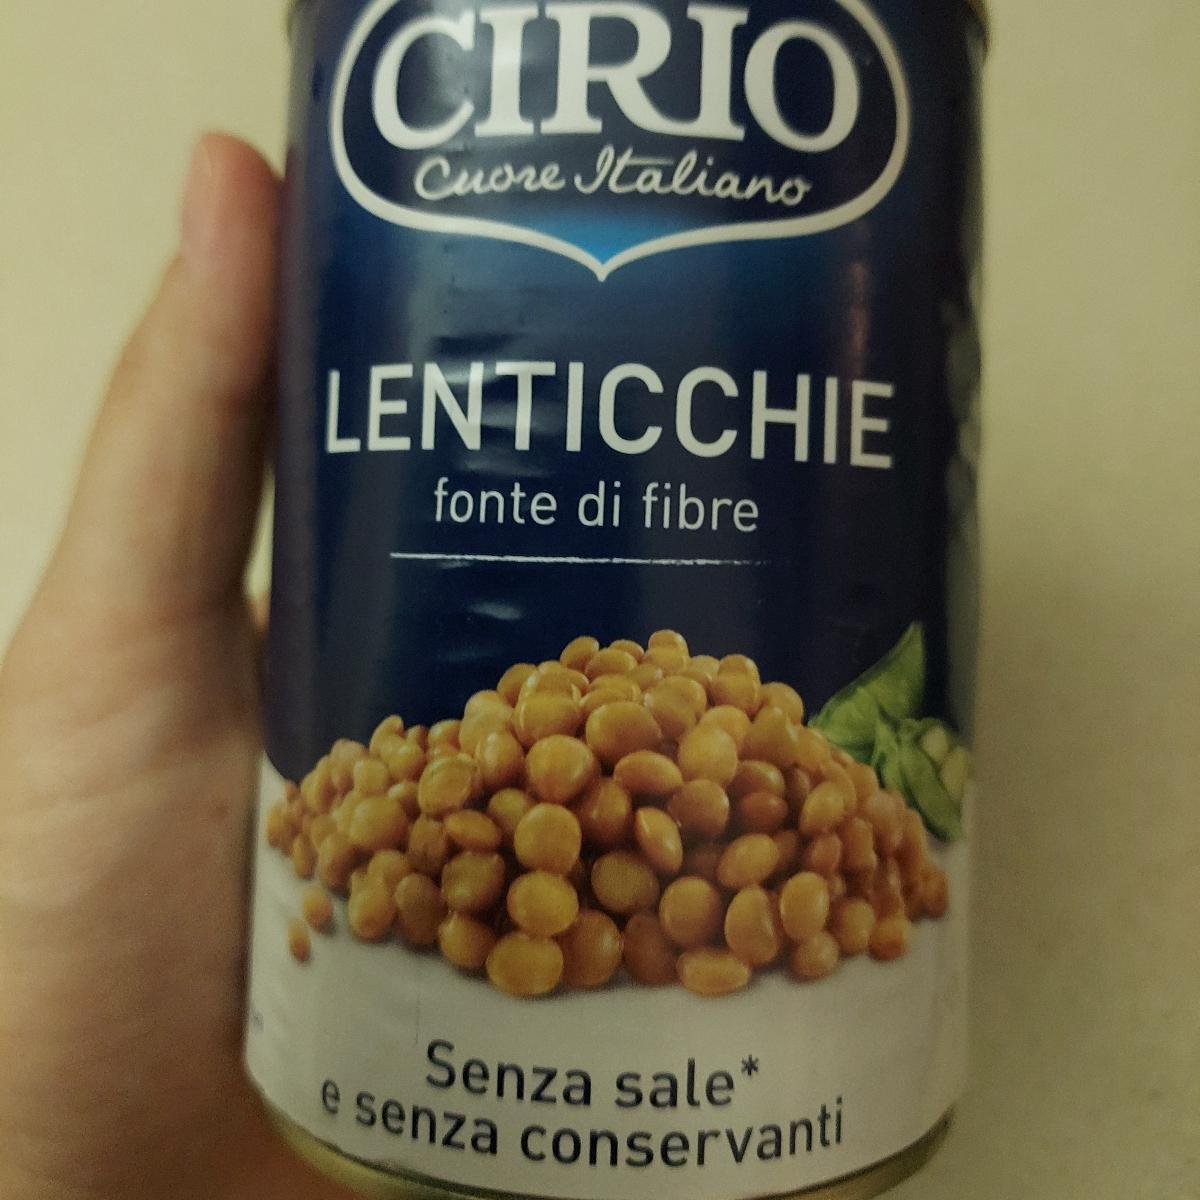 CIRIO
Cuore Italiano
LENTICCHIE
fonte di fibre
Senza sale*
e senza conservanti